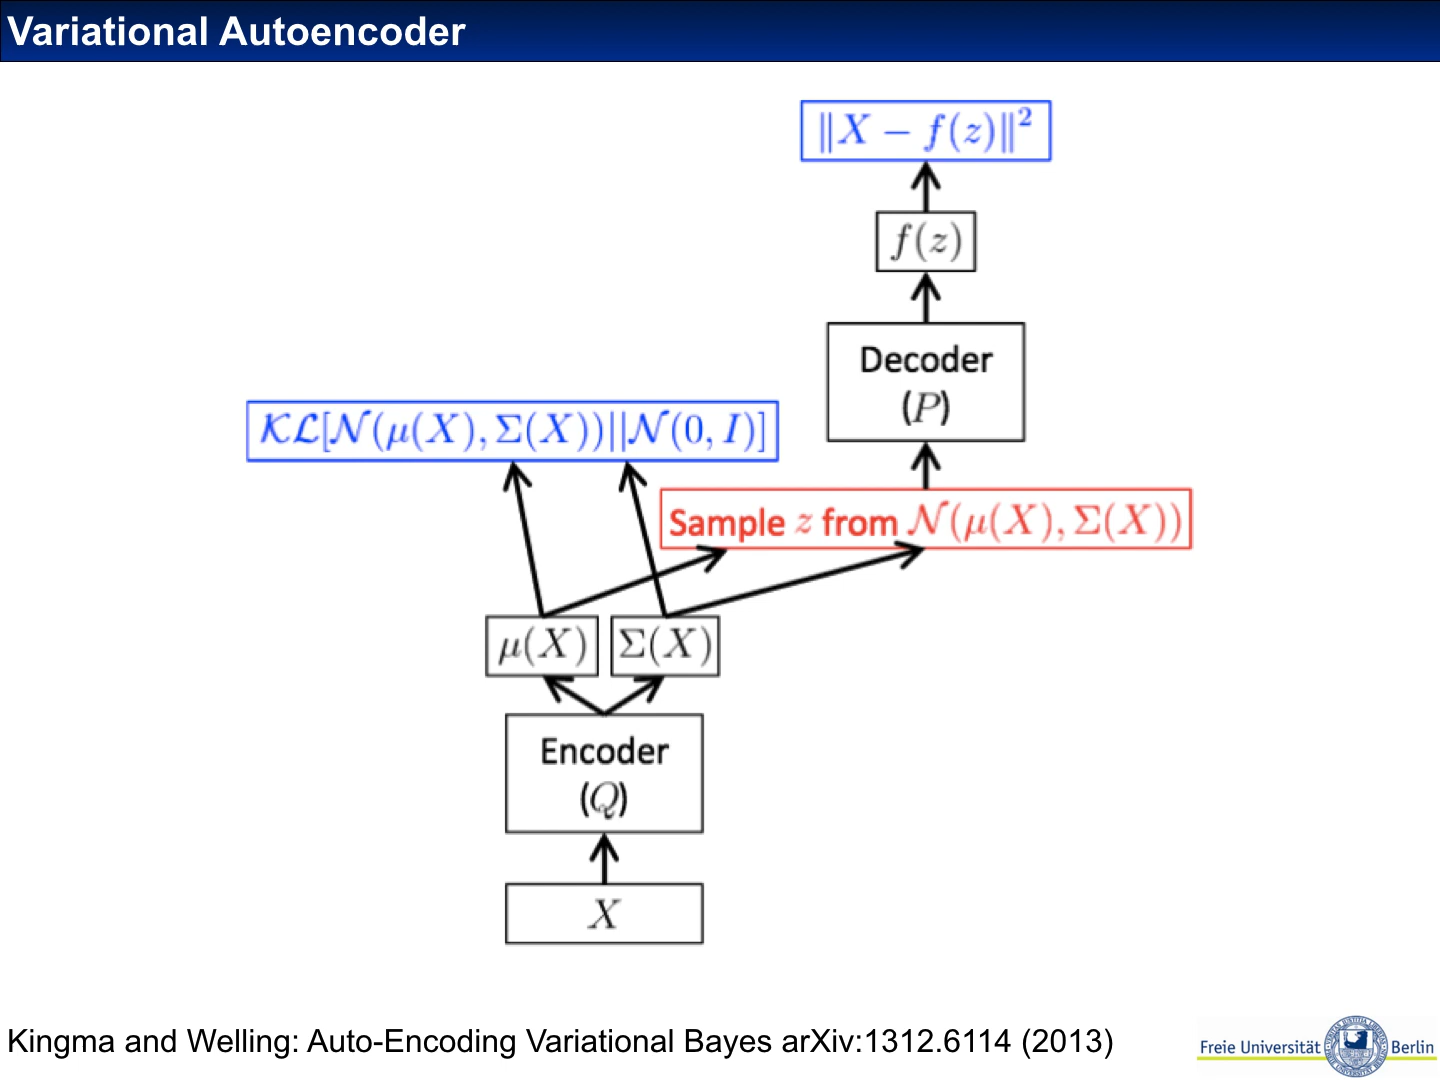 Variational Autoencoder
‖X − f(z)‖²
f(z)
Decoder
(P)
𝒦ℒ[𝒩(μ(X), Σ(X))||𝒩(0, I)]
Sample z from 𝒩(μ(X), Σ(X))
μ(X) Σ(X)
Encoder
(Q)
X
Kingma and Welling: Auto-Encoding Variational Bayes arXiv:1312.6114 (2013)
Freie Universität Berlin